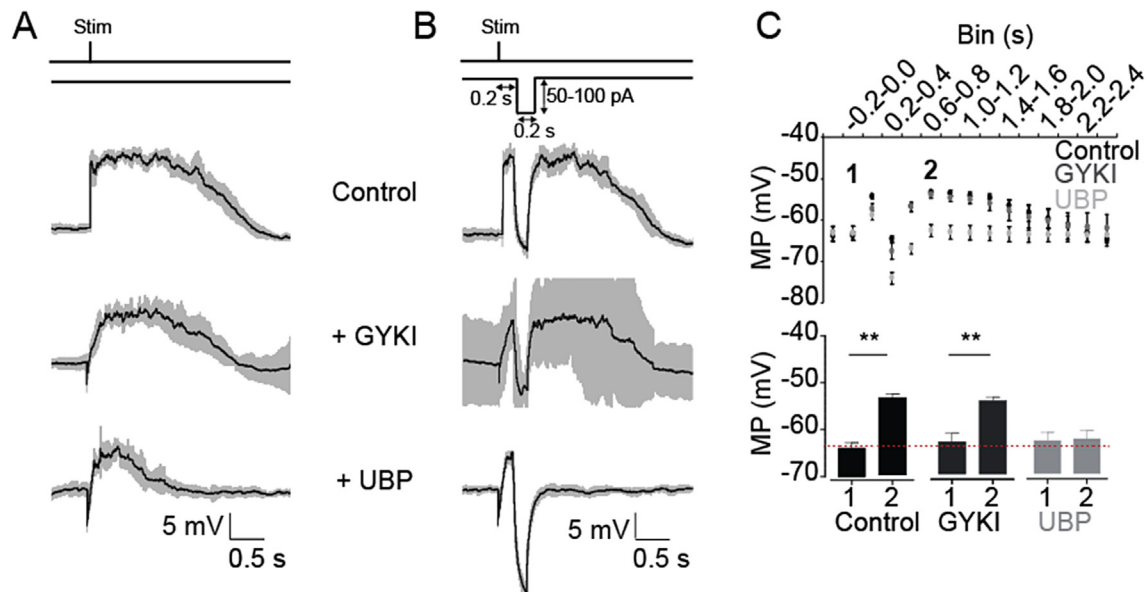 A
Stim
5 mV
0.5 s
B
Stim
0.2 s
50-100 pA
0.2 s
Control
+ GYKI
+ UBP
5 mV
0.5 s
C
Bin (s)
-0.2-0.0
0.2-0.4
0.6-0.8
1.0-1.2
1.4-1.6
1.8-2.0
2.2-2.4
MP (mV)
-40
-50
-60
-70
-80
1
2
Control
GYKI
UBP
MP (mV)
-40
-50
-60
-70
**
**
1 2 1 2 1 2
Control GYKI UBP